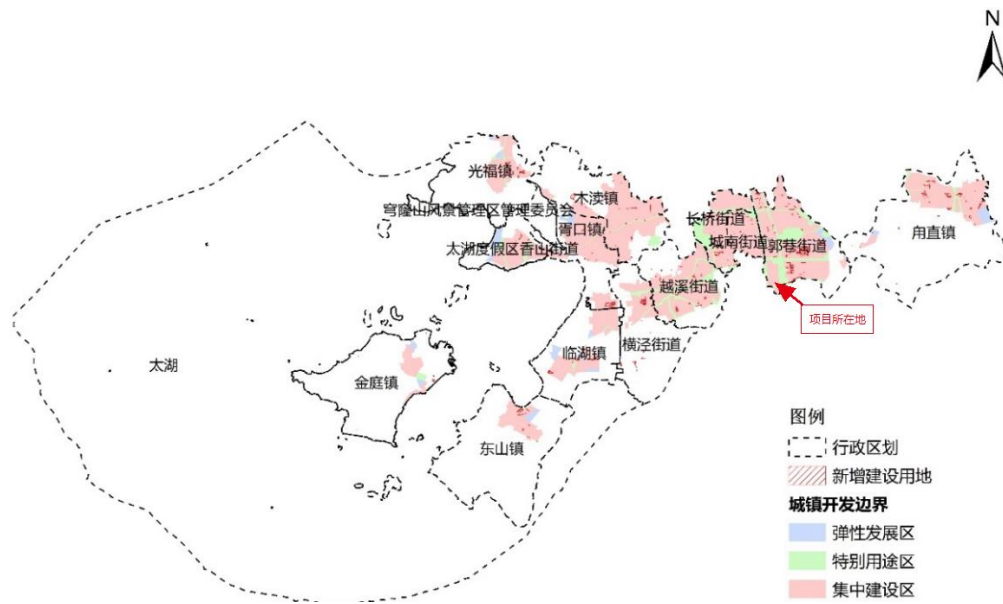 N
光福镇
木渎镇
穹窿山风景管理区管理委员会
胥口镇
太湖度假区香山街道
长桥街道
城南街道
郭巷街道
甪直镇
越溪街道
项目所在地
横泾街道
临湖镇
太湖
金庭镇
东山镇
图例
行政区划
新增建设用地
城镇开发边界
弹性发展区
特别用途区
集中建设区